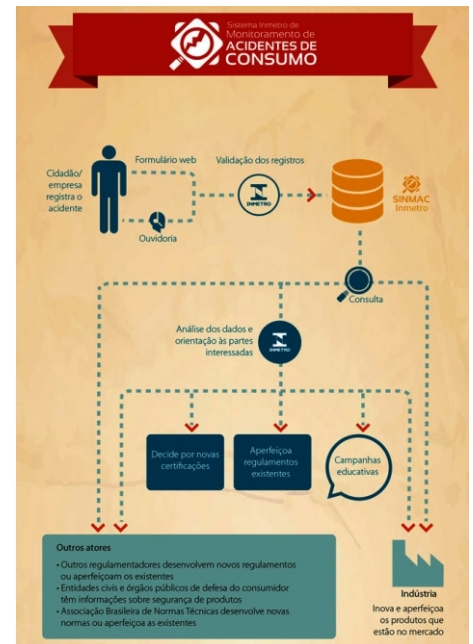 Sistema Inmetro de
Monitoramento de
ACIDENTES DE
CONSUMO
Cidadão/
empresa
registra o
acidente
Formulário web
Ouvidoria
Validação dos registros
INMETRO
SINMAC
Inmetro
Consulta
Análise dos dados e
orientação às partes
interessadas
INMETRO
Decide por novas
certificações
Aperfeiçoa
regulamentos
existentes
Campanhas
educativas
Outros atores
• Outros regulamentadores desenvolvem novos regulamentos
ou aperfeiçoam os existentes
• Entidades civis e órgãos públicos de defesa do consumidor
têm informações sobre segurança de produtos
• Associação Brasileira de Normas Técnicas desenvolve novas
normas ou aperfeiçoa as existentes
Indústria
Inova e aperfeiçoa
os produtos que
estão no mercado